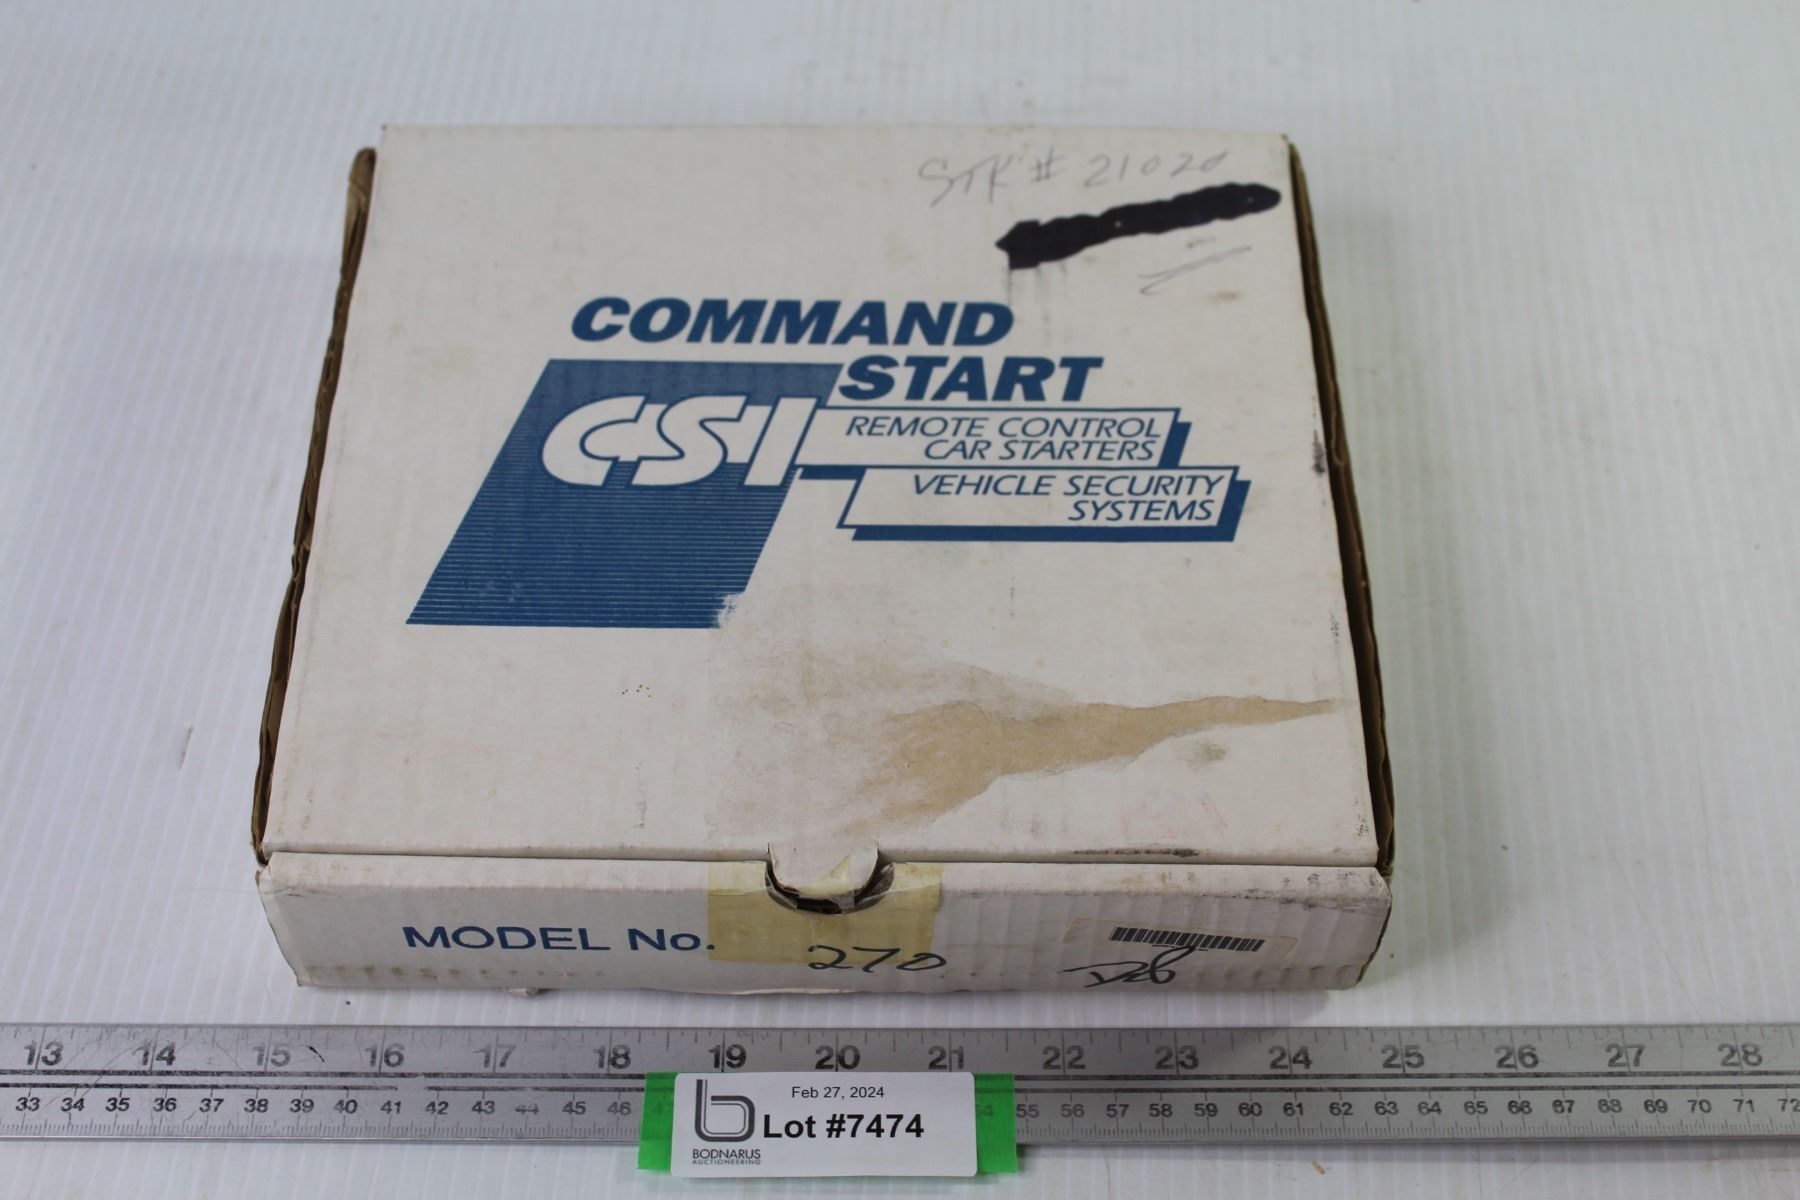 STK # 21020
COMMAND
START
CSI
REMOTE CONTROL
CAR STARTERS
VEHICLE SECURITY
SYSTEMS
MODEL No. 270
13 14 15 16 17 18 19 20 21 22 23 24 25 26 27 28
33 34 35 36 37 38 39 40 41 42 43 44 45 46 55 56 57 58 59 60 61 62 63 64 65 66 67 68 69 70 71 72
Feb 27, 2024
Lot #7474
BODNARUS
AUCTIONEERING